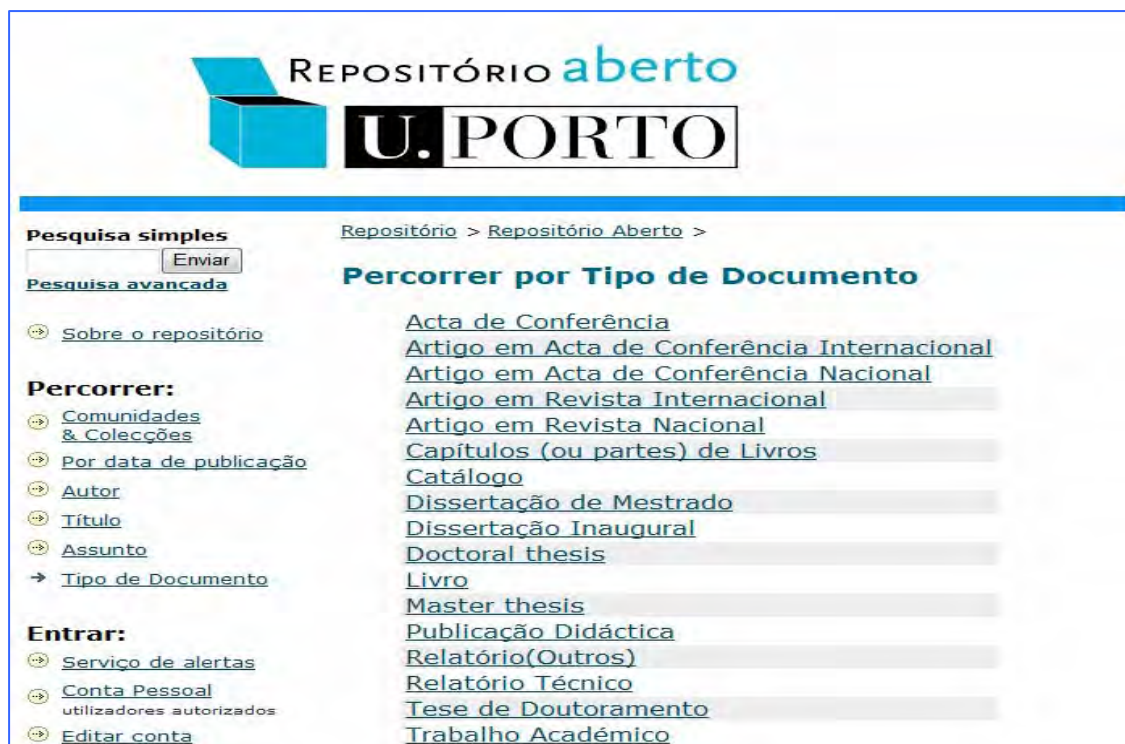 REPOSITÓRIO aberto
U. PORTO
Pesquisa simples
Enviar
Pesquisa avançada
Sobre o repositório
Percorrer:
Comunidades
& Colecções
Por data de publicação
Autor
Título
Assunto
Tipo de Documento
Entrar:
Serviço de alertas
Conta Pessoal
utilizadores autorizados
Editar conta
Repositório > Repositório Aberto >
Percorrer por Tipo de Documento
Acta de Conferência
Artigo em Acta de Conferência Internacional
Artigo em Acta de Conferência Nacional
Artigo em Revista Internacional
Artigo em Revista Nacional
Capítulos (ou partes) de Livros
Catálogo
Dissertação de Mestrado
Dissertação Inaugural
Doctoral thesis
Livro
Master thesis
Publicação Didáctica
Relatório(Outros)
Relatório Técnico
Tese de Doutoramento
Trabalho Académico